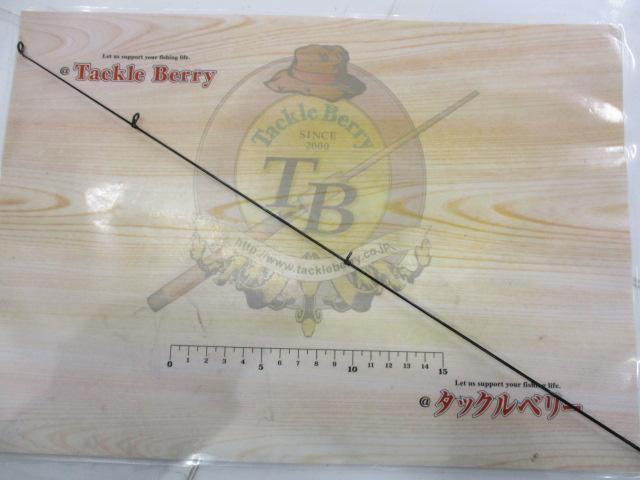 Let us support your fishing life.
@ Tackle Berry
Tackle Berry
SINCE
2000
TB
http://www.tackleberry.co.jp
0 1 2 3 4 5 6 7 8 9 10 11 12 13 14 15
Let us support your fishing life.
@ タックルベリー